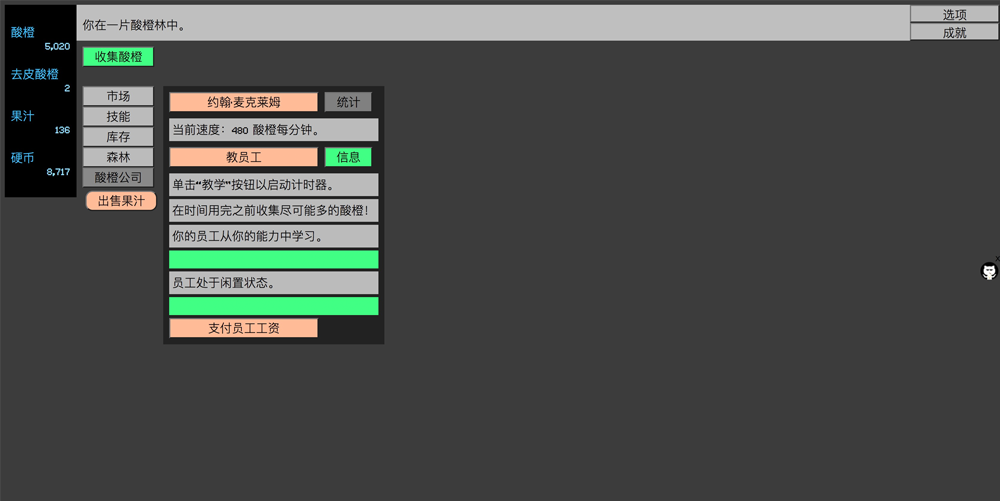 酸橙
5,020
去皮酸橙
2
果汁
136
硬币
8,717
你在一片酸橙林中。
选项
成就
收集酸橙
市场
技能
库存
森林
酸橙公司
出售果汁
约翰·麦克莱姆
统计
当前速度：480 酸橙每分钟。
教员工
信息
单击“教学”按钮以启动计时器。
在时间用完之前收集尽可能多的酸橙！
你的员工从你的能力中学习。
员工处于闲置状态。
支付员工工资
x